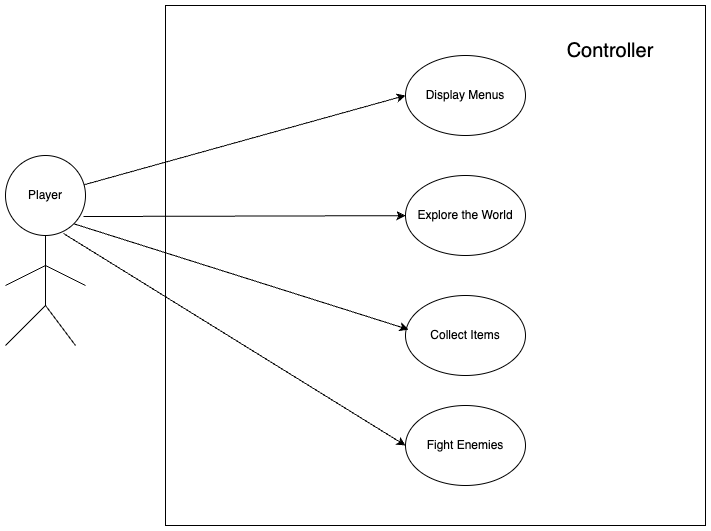 Controller
Display Menus
Player
Explore the World
Collect Items
Fight Enemies